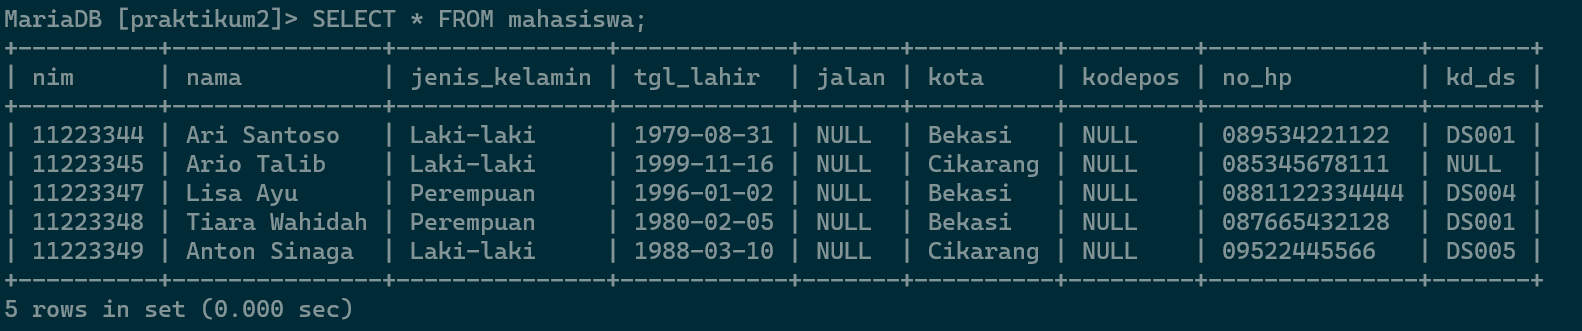 MariaDB [praktikum2]> SELECT * FROM mahasiswa;
+----------+---------------+---------------+------------+-------+----------+---------+---------------+-------+
| nim      | nama          | jenis_kelamin | tgl_lahir  | jalan | kota     | kodepos | no_hp         | kd_ds |
+----------+---------------+---------------+------------+-------+----------+---------+---------------+-------+
| 11223344 | Ari Santoso   | Laki-laki     | 1979-08-31 | NULL  | Bekasi   | NULL    | 089534221122  | DS001 |
| 11223345 | Ario Talib    | Laki-laki     | 1999-11-16 | NULL  | Cikarang | NULL    | 085345678111  | NULL  |
| 11223347 | Lisa Ayu      | Perempuan     | 1996-01-02 | NULL  | Bekasi   | NULL    | 0881122334444 | DS004 |
| 11223348 | Tiara Wahidah | Perempuan     | 1980-02-05 | NULL  | Bekasi   | NULL    | 087665432128  | DS001 |
| 11223349 | Anton Sinaga  | Laki-laki     | 1988-03-10 | NULL  | Cikarang | NULL    | 09522445566   | DS005 |
+----------+---------------+---------------+------------+-------+----------+---------+---------------+-------+
5 rows in set (0.000 sec)